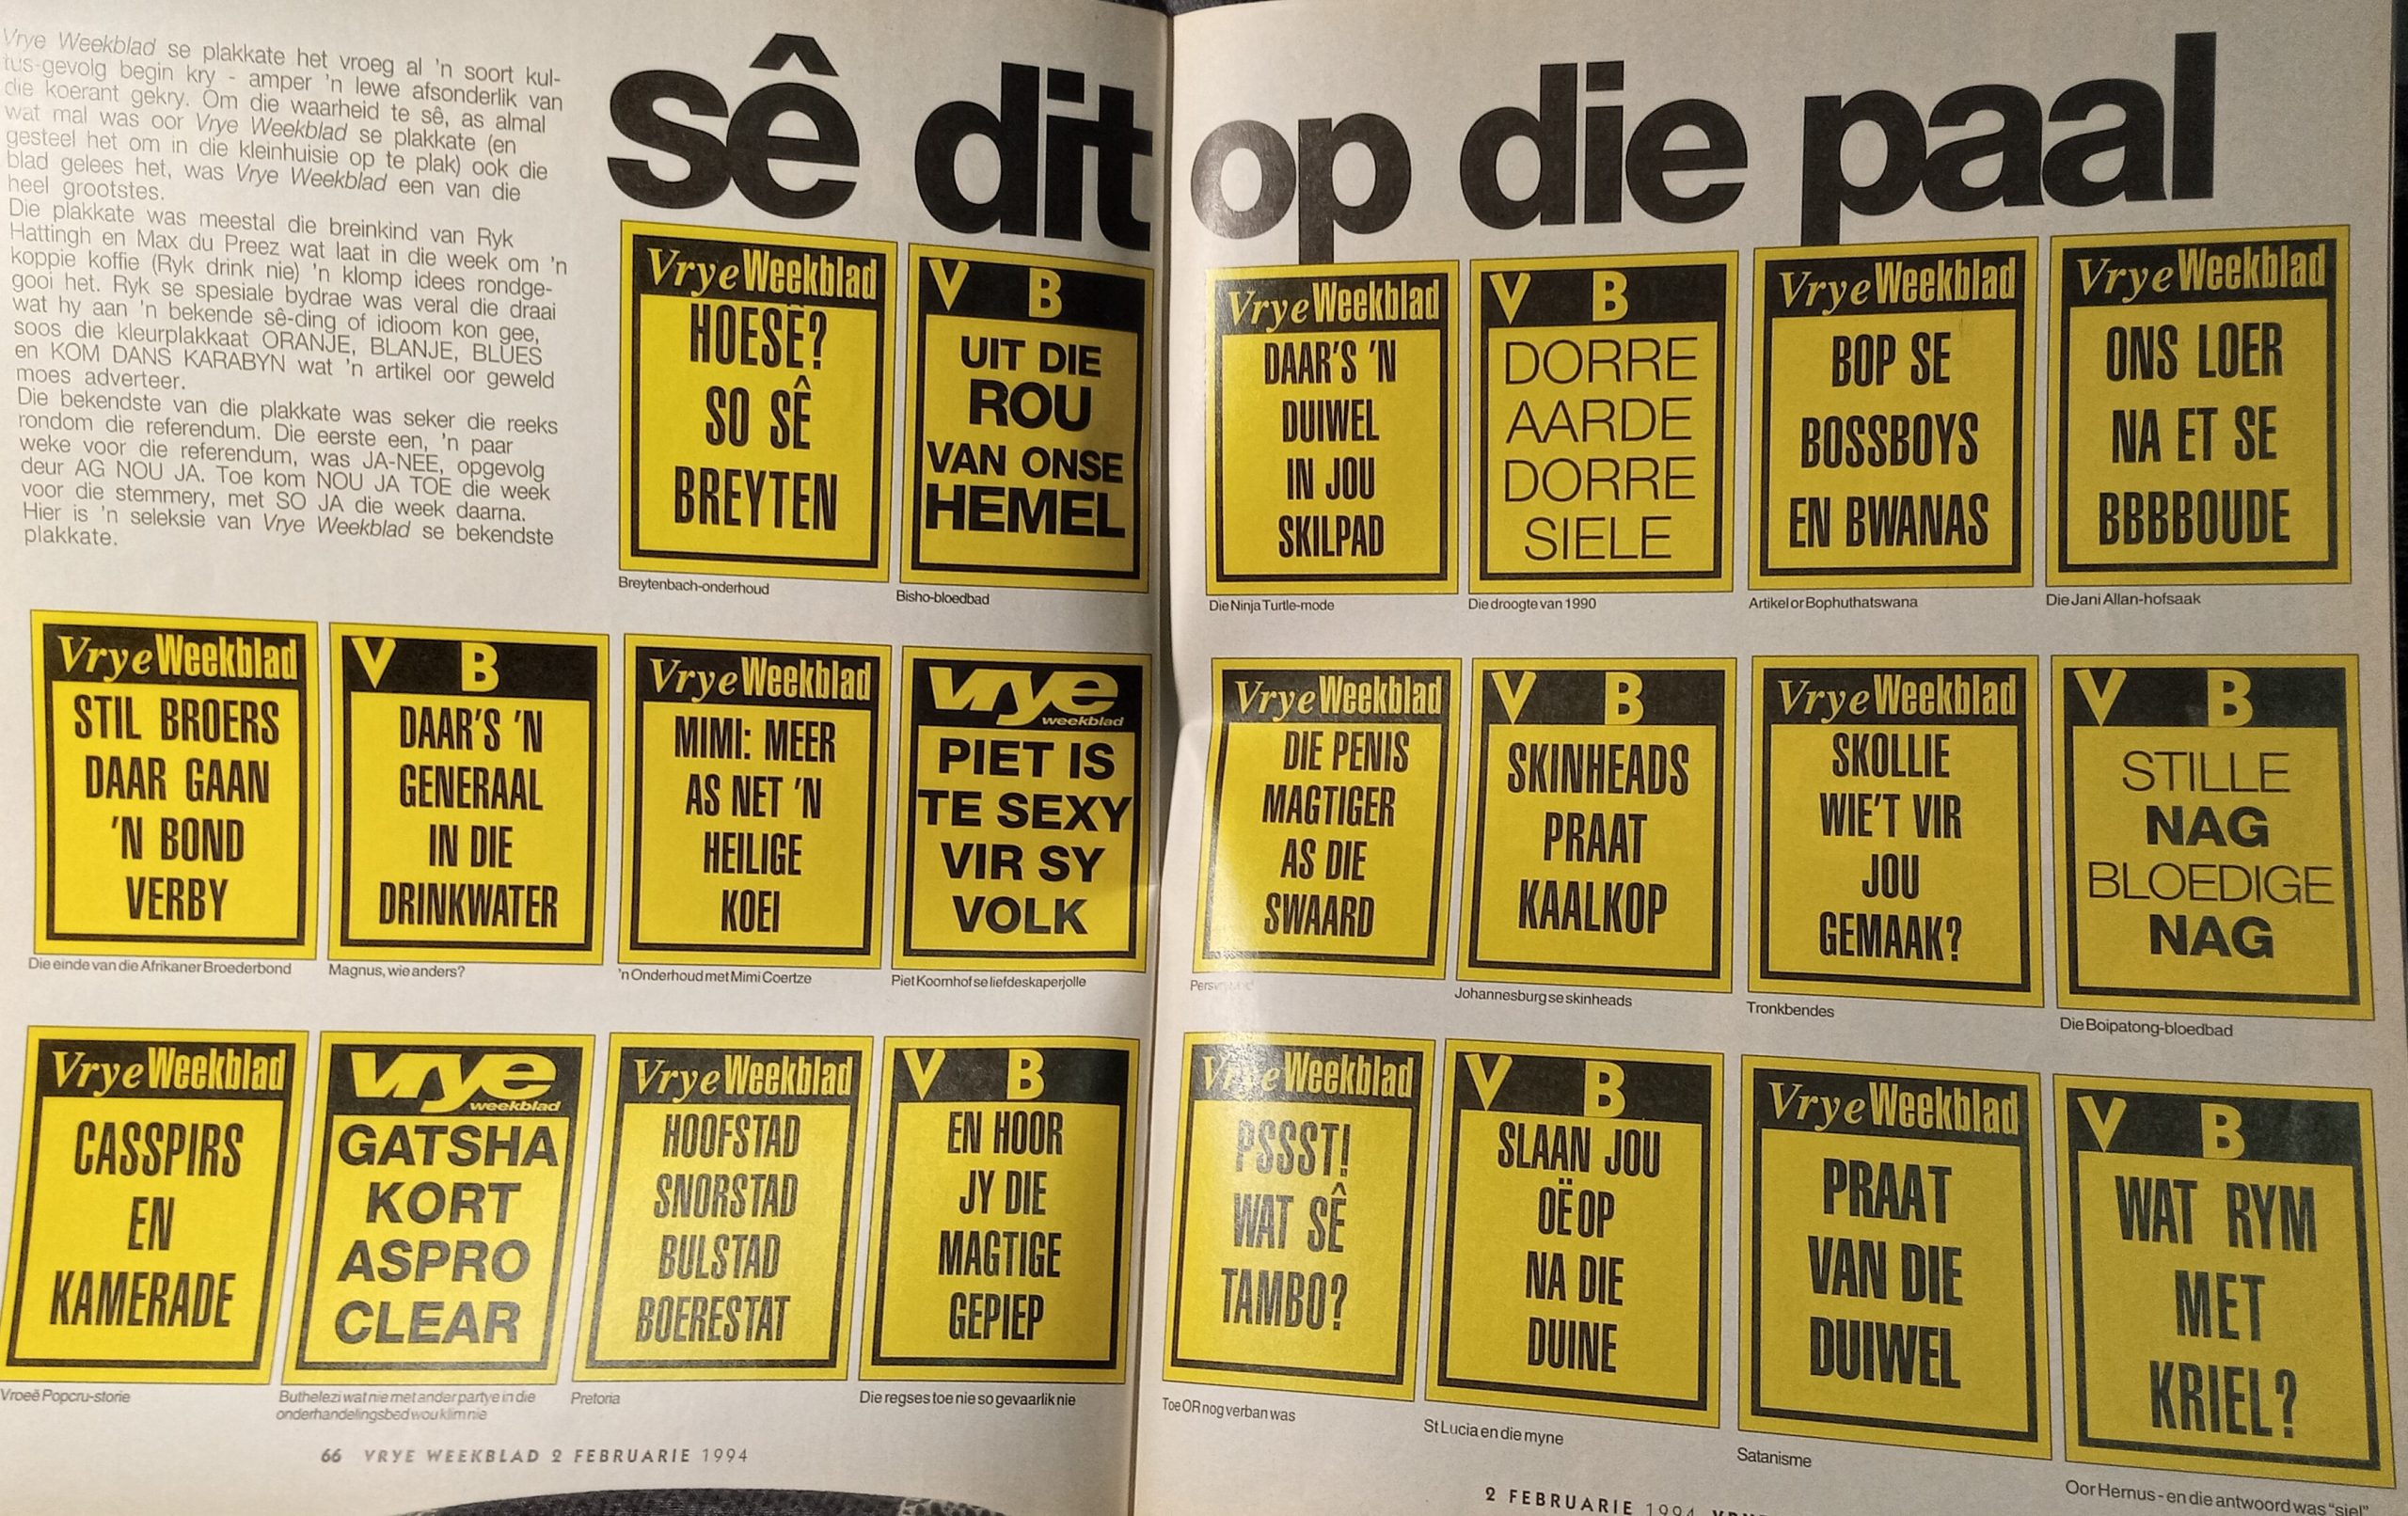 Vrye Weekblad se plakkate het vroeg al 'n soort kul-
tus-gevolg begin kry - amper 'n lewe afsonderlik van
die koerant gekry. Om die waarheid te sê, as almal
wat mal was oor Vrye Weekblad se plakkate (en
gesteel het om in die kleinhuisie op te plak) ook die
blad gelees het, was Vrye Weekblad een van die
heel grootstes.
Die plakkate was meestal die breinkind van Ryk
Hattingh en Max du Preez wat laat in die week om 'n
koppie koffie (Ryk drink nie) 'n klomp idees rondge-
gooi het. Ryk se spesiale bydrae was veral die draai
wat hy aan 'n bekende sê-ding of idioom kon gee,
soos die kleurplakkaat ORANJE, BLANJE, BLUES
en KOM DANS KARABYN wat 'n artikel oor geweld
moes adverteer.
Die bekendste van die plakkate was seker die reeks
rondom die referendum. Die eerste een, 'n paar
weke voor die referendum, was JA-NEE, opgevolg
deur AG NOU JA. Toe kom NOU JA TOE die week
voor die stemmery, met SO JA die week daarna.
Hier is 'n seleksie van Vrye Weekblad se bekendste
plakkate.
sê dit op die paal
Vrye Weekblad
HOESÊ?
SO SÊ
BREYTEN
Breytenbach-onderhoud
V B
UIT DIE
ROU
VAN ONSE
HEMEL
Bisho-bloedbad
Vrye Weekblad
DAAR'S 'N
DUIWEL
IN JOU
SKILPAD
Die Ninja Turtle-mode
V B
DORRE
AARDE
DORRE
SIELE
Die droogte van 1990
Vrye Weekblad
BOP SE
BOSSBOYS
EN BWANAS
Artikel or Bophuthatswana
Vrye Weekblad
ONS LOER
NA ET SE
BBBBOUDE
Die Jani Allan-hofsaak
Vrye Weekblad
STIL BROERS
DAAR GAAN
'N BOND
VERBY
Die einde van die Afrikaner Broederbond
V B
DAAR'S 'N
GENERAAL
IN DIE
DRINKWATER
Magnus, wie anders?
Vrye Weekblad
MIMI: MEER
AS NET 'N
HEILIGE
KOEI
'n Onderhoud met Mimi Coertze
vrye
weekblad
PIET IS
TE SEXY
VIR SY
VOLK
Piet Koornhof se liefdeskaperjolle
Vrye Weekblad
DIE PENIS
MAGTIGER
AS DIE
SWAARD
V B
SKINHEADS
PRAAT
KAALKOP
Johannesburg se skinheads
Vrye Weekblad
SKOLLIE
WIE'T VIR
JOU
GEMAAK?
Tronkbendes
V B
STILLE
NAG
BLOEDIGE
NAG
Die Boipatong-bloedbad
Vrye Weekblad
CASSPIRS
EN
KAMERADE
Vroeë Popcru-storie
vrye
weekblad
GATSHA
KORT
ASPRO
CLEAR
Buthelezi wat nie met ander partye in die
onderhandelingsbed wou klim nie
Vrye Weekblad
HOOFSTAD
SNORSTAD
BULSTAD
BOERESTAT
Pretoria
V B
EN HOOR
JY DIE
MAGTIGE
GEPIEP
Die regses toe nie so gevaarlik nie
Vrye Weekblad
PSSST!
WAT SÊ
TAMBO?
Toe OR nog verban was
V B
SLAAN JOU
OË OP
NA DIE
DUINE
St Lucia en die myne
Vrye Weekblad
PRAAT
VAN DIE
DUIWEL
Satanisme
V B
WAT RYM
MET
KRIEL?
Oor Hernus - en die antwoord was "siel"
66 VRYE WEEKBLAD 2 FEBRUARIE 1994
2 FEBRUARIE 1994